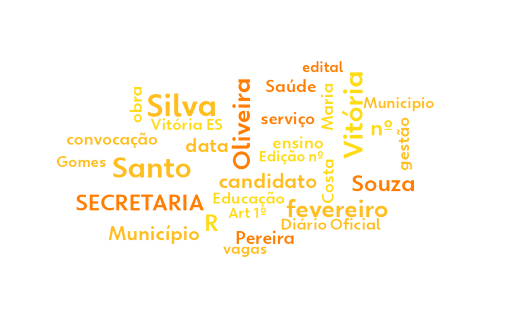 edital
Saúde
Maria
Vitória
obra
Silva
Oliveira
Municipio
serviço
Vitória ES
nº
gestão
convocação
data
ensino
Edição nº
Gomes
Santo
candidato
Costa
Souza
SECRETARIA
Educação
fevereiro
Art 1º
R
Diário Oficial
Município
Pereira
vagas